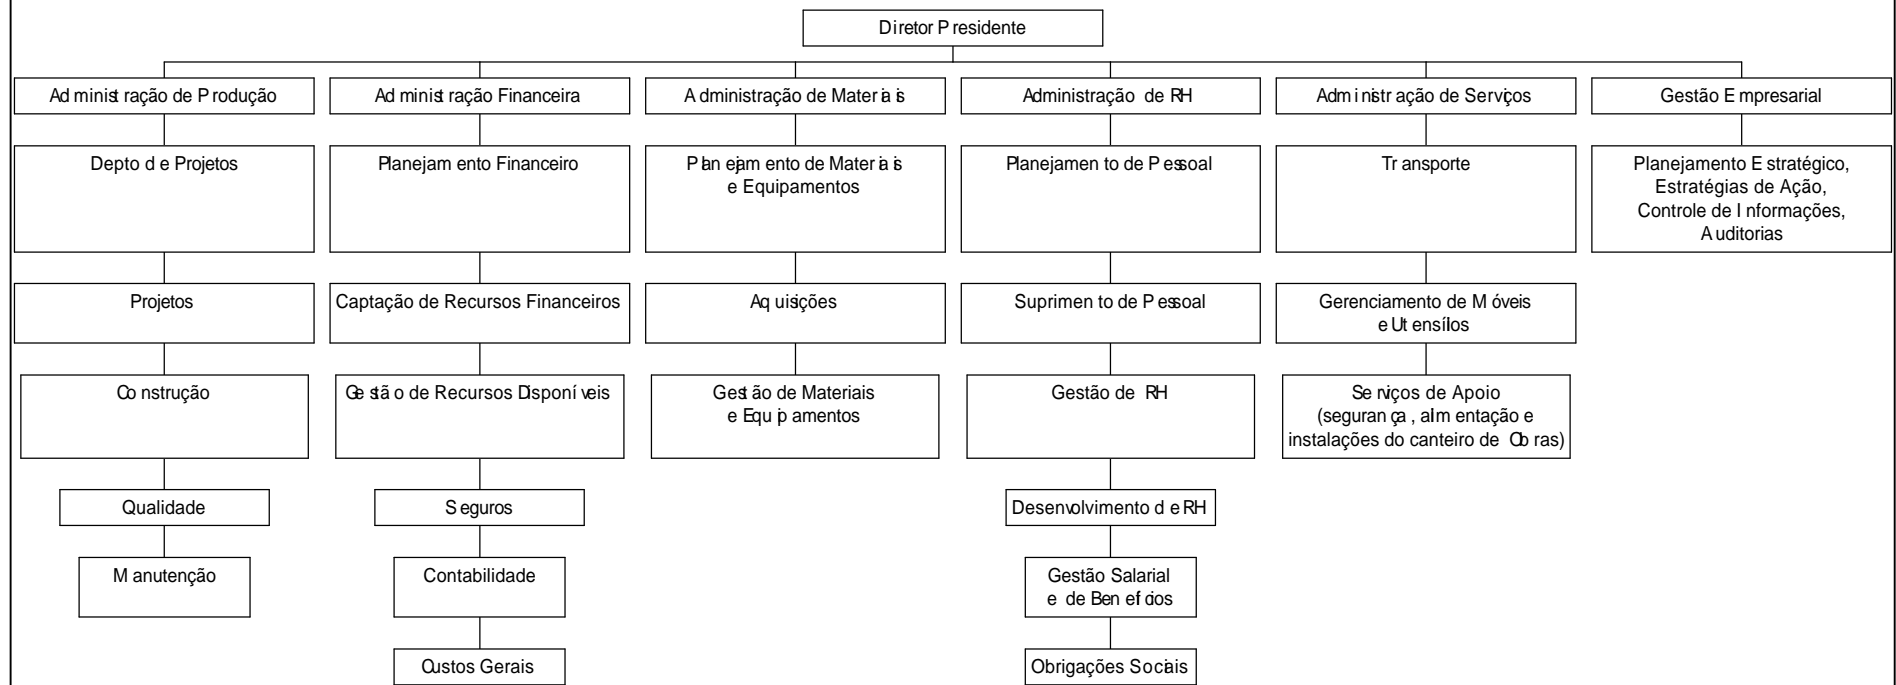 Diretor Presidente
Administração de Produção
Administração Financeira
Administração de Materiais
Administração de RH
Administração de Serviços
Gestão Empresarial
Depto de Projetos
Planejamento Financeiro
Planejamento de Materiais
e Equipamentos
Planejamento de Pessoal
Transporte
Planejamento Estratégico,
Estratégias de Ação,
Controle de Informações,
Auditorias
Projetos
Captação de Recursos Financeiros
Aquisições
Suprimento de Pessoal
Gerenciamento de Móveis
e Utensílos
Construção
Gestão de Recursos Disponíveis
Gestão de Materiais
e Equipamentos
Gestão de RH
Serviços de Apoio
(segurança, alimentação e
instalações do canteiro de Obras)
Qualidade
Seguros
Desenvolvimento de RH
Manutenção
Contabilidade
Gestão Salarial
e de Benefícios
Custos Gerais
Obrigações Sociais